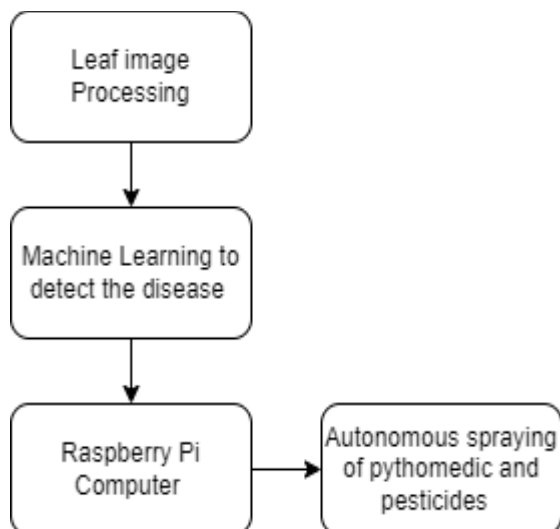 Leaf image
Processing
Machine Learning to
detect the disease
Raspberry Pi
Computer
Autonomous spraying
of pythomedic and
pesticides